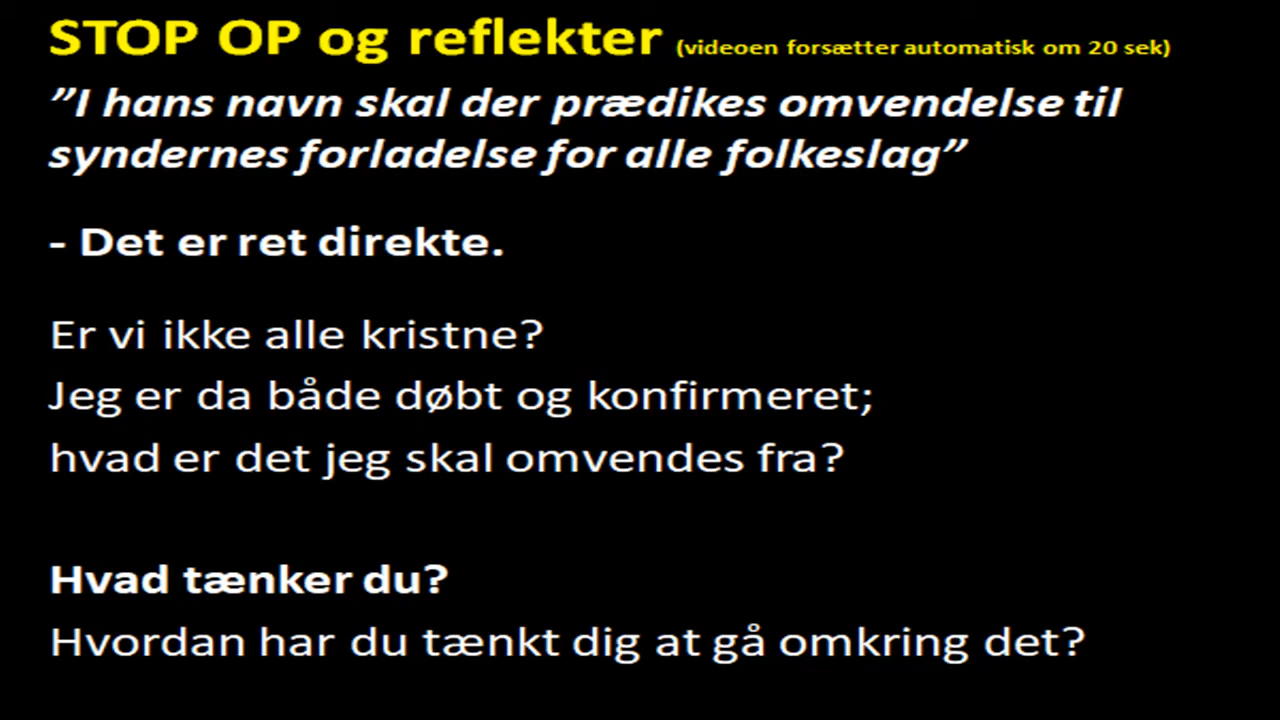 STOP OP og reflekter (videoen forsætter automatisk om 20 sek)
”I hans navn skal der prædikes omvendelse til
syndernes forladelse for alle folkeslag”
- Det er ret direkte.
Er vi ikke alle kristne?
Jeg er da både døbt og konfirmeret;
hvad er det jeg skal omvendes fra?
Hvad tænker du?
Hvordan har du tænkt dig at gå omkring det?